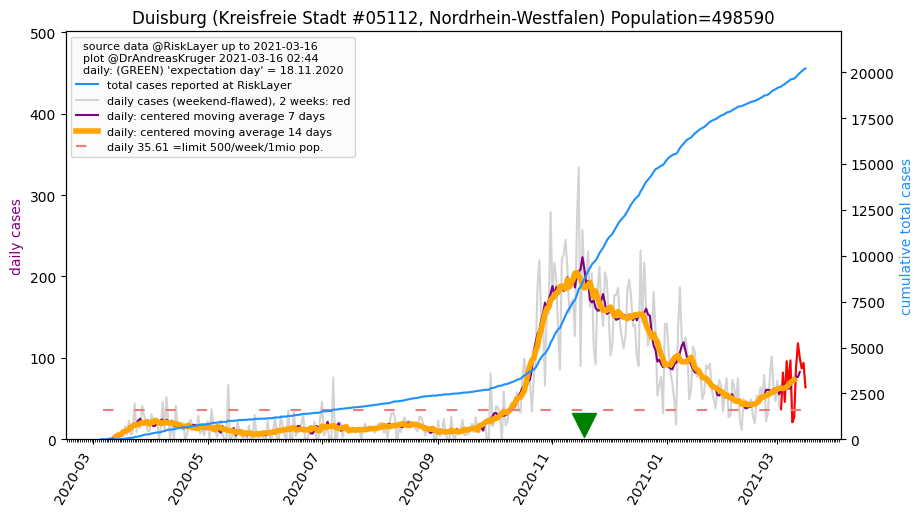 Duisburg (Kreisfreie Stadt #05112, Nordrhein-Westfalen) Population=498590
source data @RiskLayer up to 2021-03-16
plot @DrAndreasKruger 2021-03-16 02:44
daily: (GREEN) 'expectation day' = 18.11.2020
total cases reported at RiskLayer
daily cases (weekend-flawed), 2 weeks: red
daily: centered moving average 7 days
daily: centered moving average 14 days
daily 35.61 =limit 500/week/1mio pop.
daily cases
500
400
300
200
100
0
cumulative total cases
20000
17500
15000
12500
10000
7500
5000
2500
0
2020-03
2020-05
2020-07
2020-09
2020-11
2021-01
2021-03